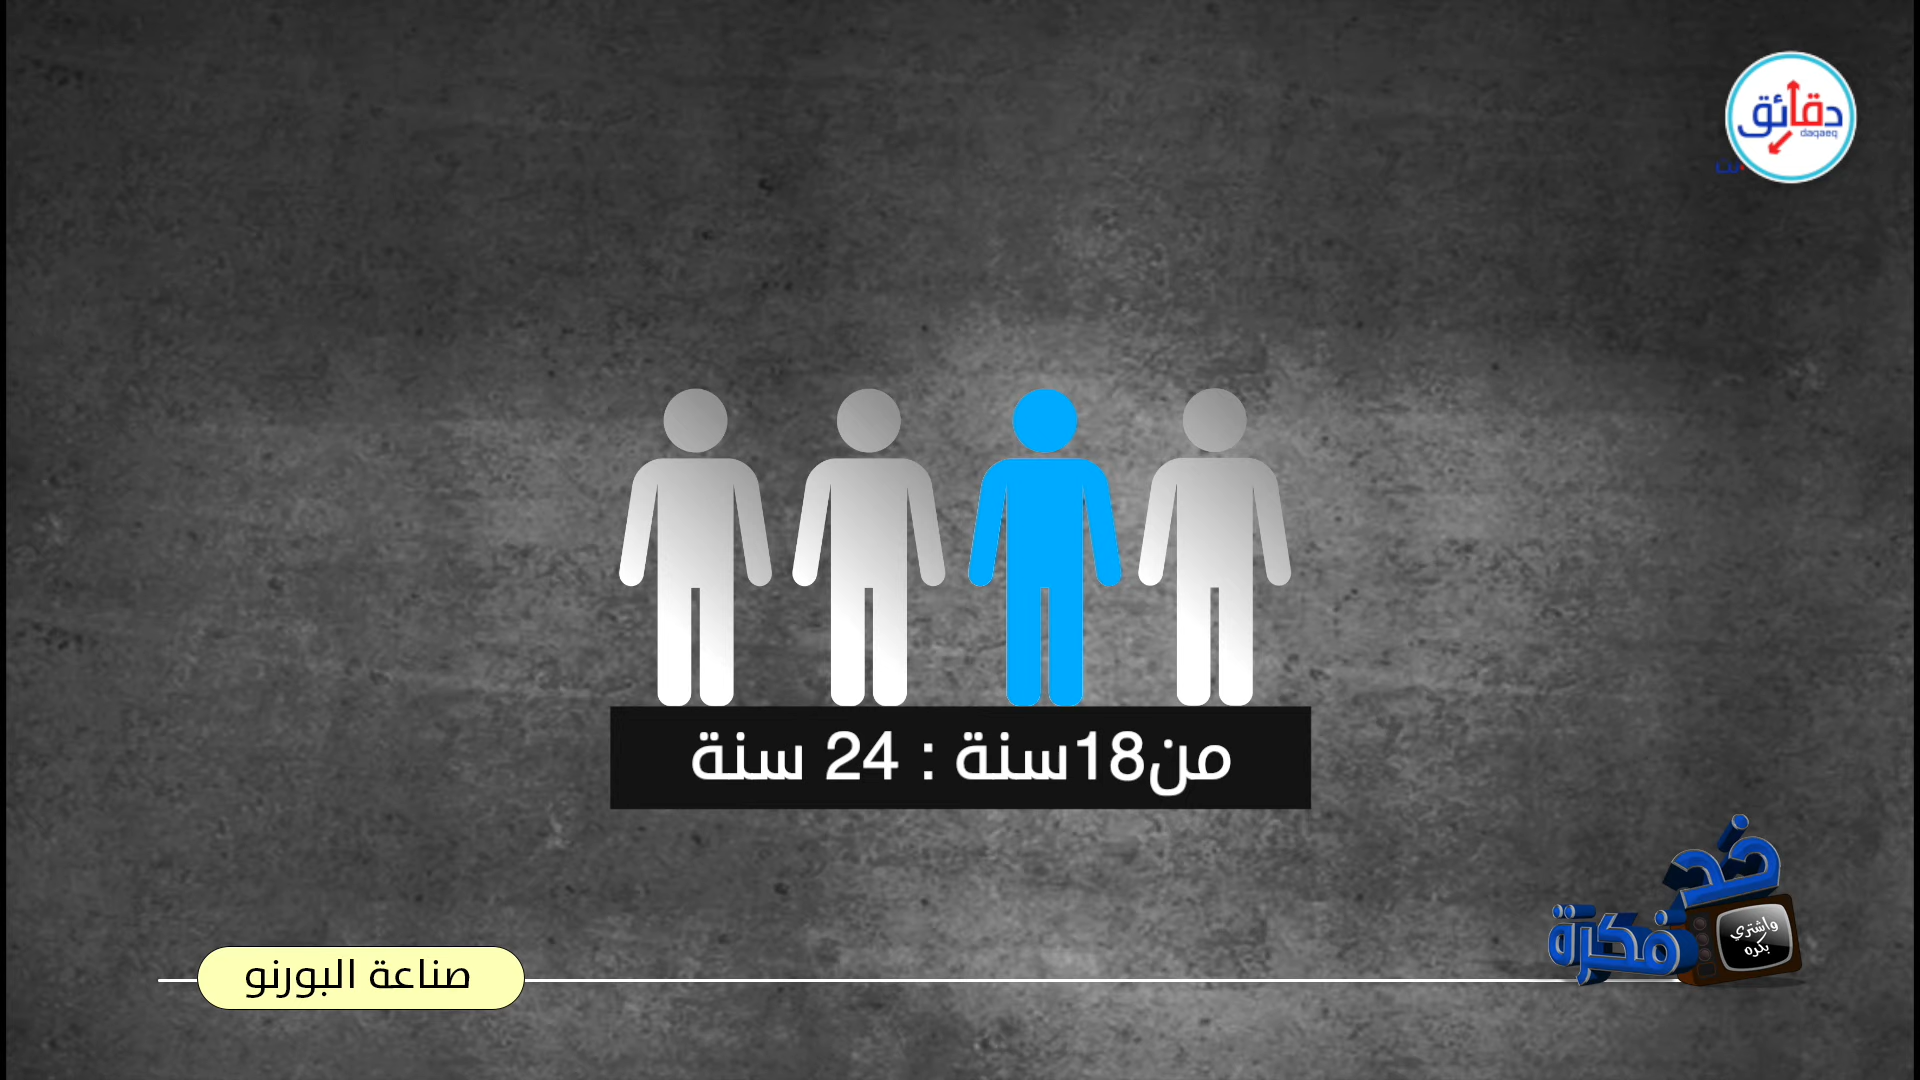 دقائق
daqaeq
من18سنة : 24 سنة
خد
فكرة
واشتري
بكره
صناعة البورنو